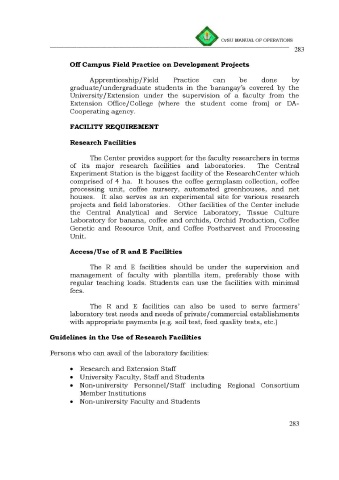 CvSU MANUAL OF OPERATIONS
283
Off Campus Field Practice on Development Projects
Apprenticeship/Field Practice can be done by
graduate/undergraduate students in the barangay's covered by the
University/Extension under the supervision of a faculty from the
Extension Office/College (where the student come from) or DA-
Cooperating agency.
FACILITY REQUIREMENT
Research Facilities
The Center provides support for the faculty researchers in terms
of its major research facilities and laboratories. The Central
Experiment Station is the biggest facility of the ResearchCenter which
comprised of 4 ha. It houses the coffee germplasm collection, coffee
processing unit, coffee nursery, automated greenhouses, and net
houses. It also serves as an experimental site for various research
projects and field laboratories. Other facilities of the Center include
the Central Analytical and Service Laboratory, Tissue Culture
Laboratory for banana, coffee and orchids, Orchid Production, Coffee
Genetic and Resource Unit, and Coffee Postharvest and Processing
Unit.
Access/Use of R and E Facilities
The R and E facilities should be under the supervision and
management of faculty with plantilla item, preferably those with
regular teaching loads. Students can use the facilities with minimal
fees.
The R and E facilities can also be used to serve farmers'
laboratory test needs and needs of private/commercial establishments
with appropriate payments (e.g. soil test, feed quality tests, etc.)
Guidelines in the Use of Research Facilities
Persons who can avail of the laboratory facilities:
• Research and Extension Staff
• University Faculty, Staff and Students
• Non-university Personnel/Staff including Regional Consortium
Member Institutions
• Non-university Faculty and Students
283